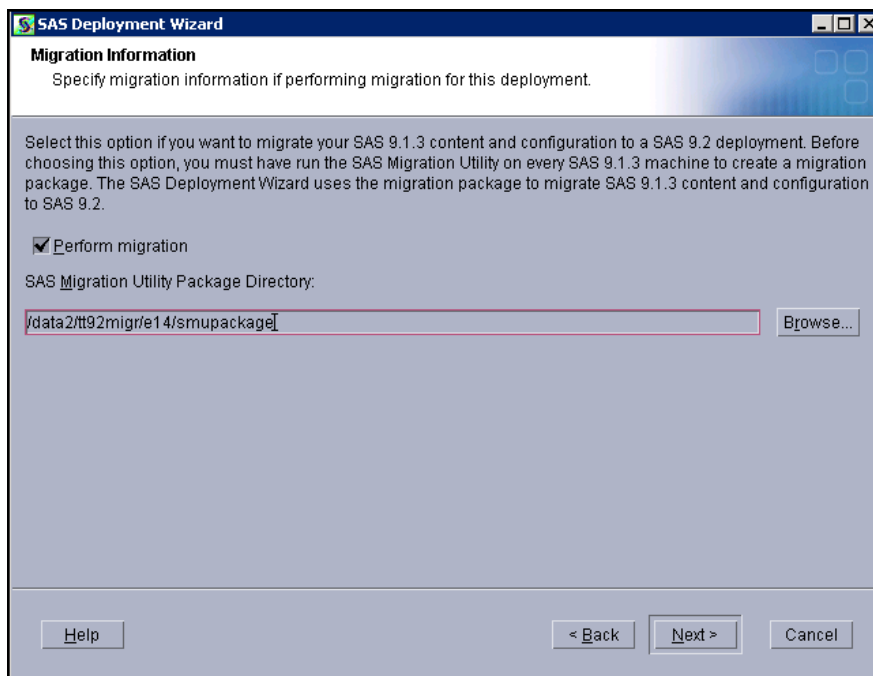 SAS Deployment Wizard
Migration Information
Specify migration information if performing migration for this deployment.
Select this option if you want to migrate your SAS 9.1.3 content and configuration to a SAS 9.2 deployment. Before
choosing this option, you must have run the SAS Migration Utility on every SAS 9.1.3 machine to create a migration
package. The SAS Deployment Wizard uses the migration package to migrate SAS 9.1.3 content and configuration
to SAS 9.2.
Perform migration
SAS Migration Utility Package Directory:
/data2/tt92migr/e14/smupackage
Browse...
Help
< Back
Next >
Cancel